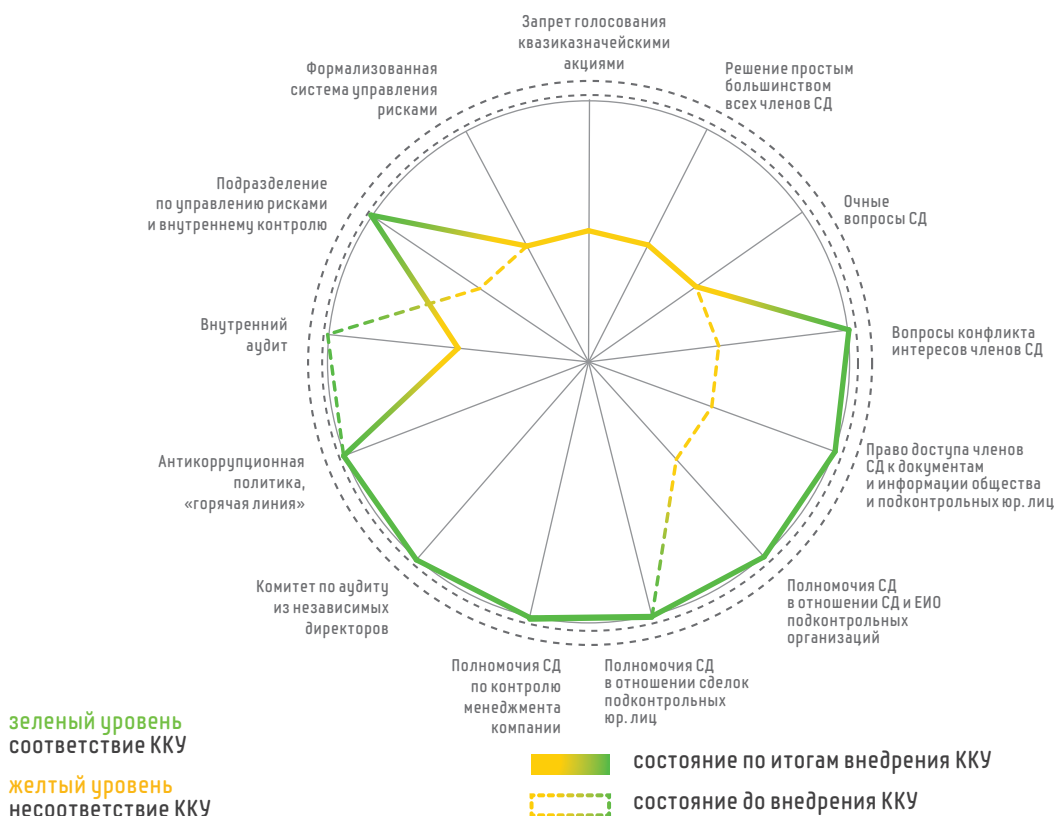 Запрет голосования
квазиказначейскими
акциями
Решение простым
большинством
всех членов СД
Очные
вопросы СД
Вопросы конфликта
интересов членов СД
Право доступа членов
СД к документам
и информации общества
и подконтрольных юр. лиц
Полномочия СД
в отношении СД и ЕИО
подконтрольных
организаций
Полномочия СД
в отношении сделок
подконтрольных
юр. лиц
Полномочия СД
по контролю
менеджмента
компании
Комитет по аудиту
из независимых
директоров
Антикоррупционная
политика,
«горячая линия»
Внутренний
аудит
Подразделение
по управлению рисками
и внутреннему контролю
Формализованная
система управления
рисками
зеленый уровень
соответствие ККУ
желтый уровень
несоответствие ККУ
состояние по итогам внедрения ККУ
состояние до внедрения ККУ